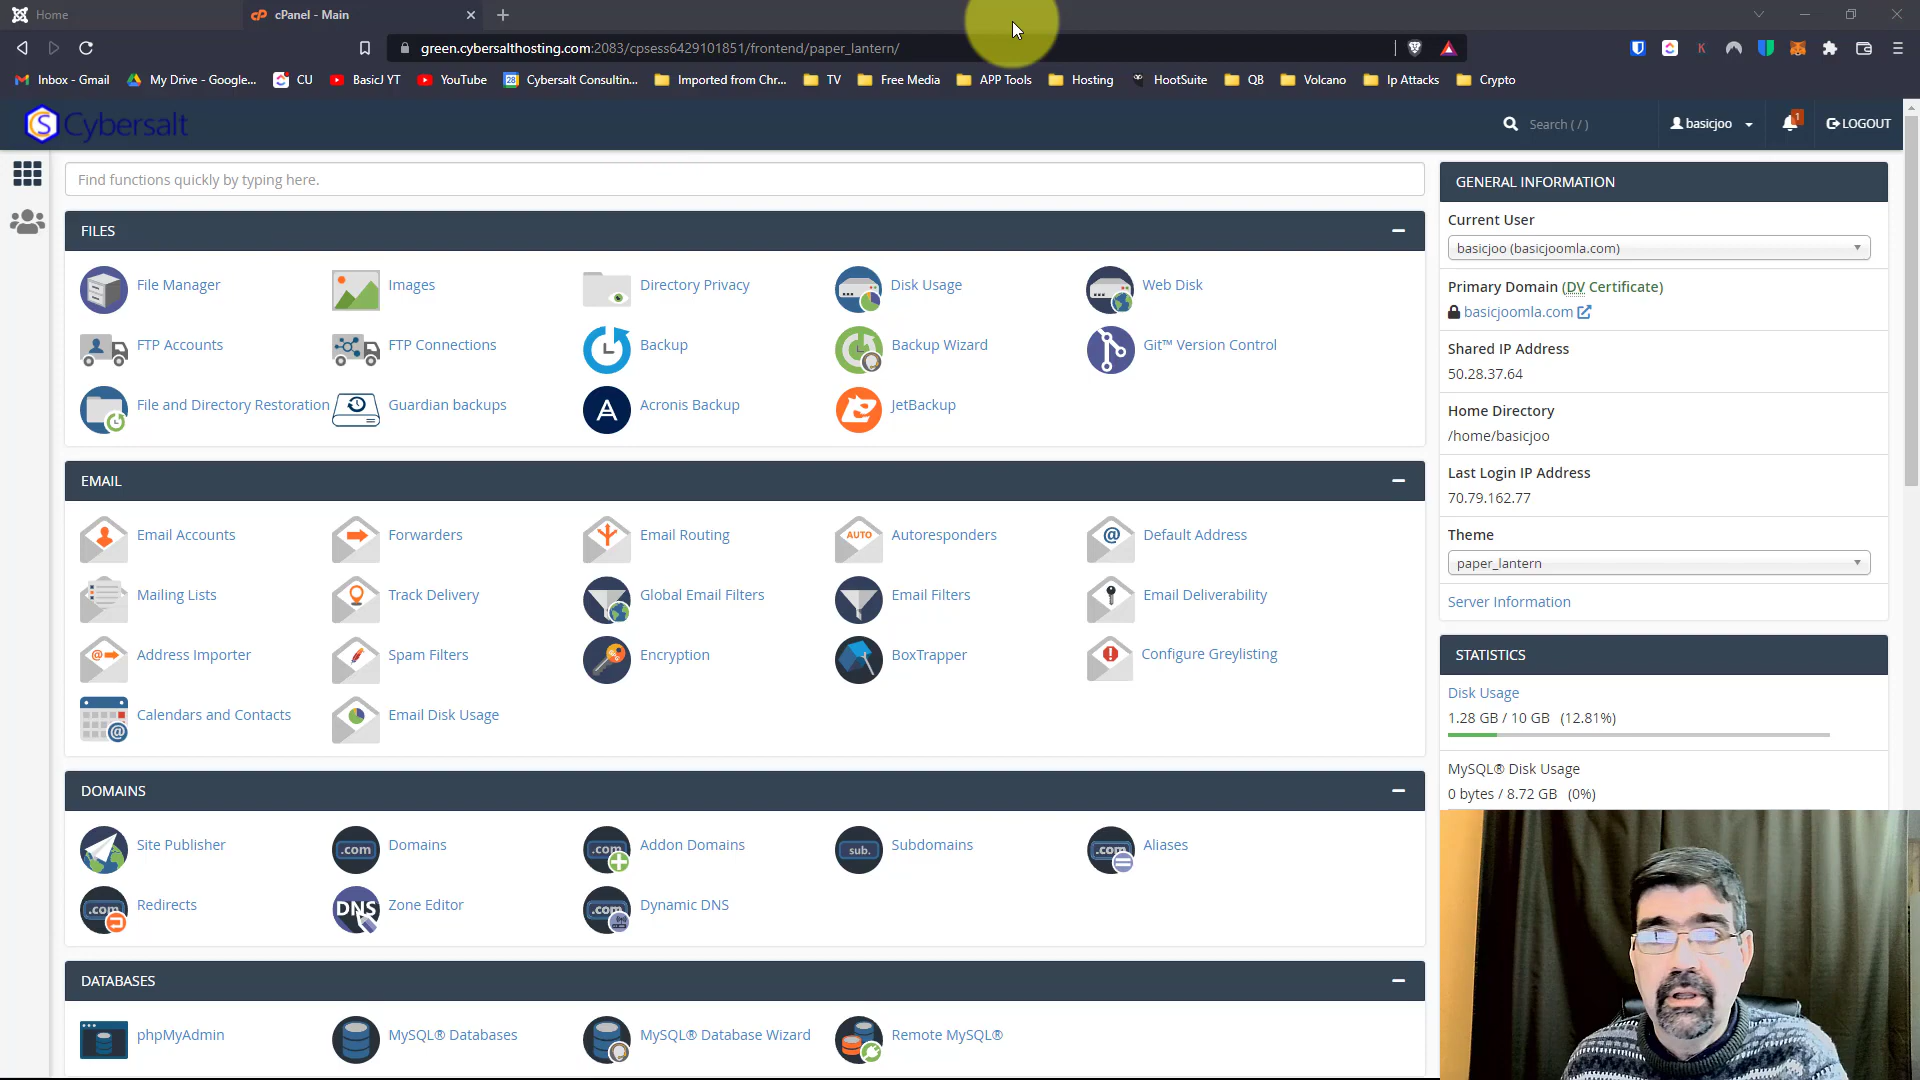 Home
cPanel - Main
green.cybersalthosting.com:2083/cpsess6429101851/frontend/paper_lantern/
Inbox - Gmail
My Drive - Google...
CU
BasicJ YT
YouTube
Cybersalt Consultin...
Imported from Chr...
TV
Free Media
APP Tools
Hosting
HootSuite
QB
Volcano
Ip Attacks
Crypto
Cybersalt
Search ( / )
basicjoo
1
LOGOUT
Find functions quickly by typing here.
FILES
File Manager
Images
Directory Privacy
Disk Usage
Web Disk
FTP Accounts
FTP Connections
Backup
Backup Wizard
Git™ Version Control
File and Directory Restoration
Guardian backups
Acronis Backup
JetBackup
EMAIL
Email Accounts
Forwarders
Email Routing
AUTO
Autoresponders
Default Address
Mailing Lists
Track Delivery
Global Email Filters
Email Filters
Email Deliverability
Address Importer
Spam Filters
Encryption
BoxTrapper
Configure Greylisting
Calendars and Contacts
Email Disk Usage
DOMAINS
Site Publisher
.com
Domains
.com
Addon Domains
sub.
Subdomains
.com
Aliases
.com
Redirects
DNS
Zone Editor
.com
Dynamic DNS
DATABASES
phpMyAdmin
MySQL® Databases
MySQL® Database Wizard
Remote MySQL®
GENERAL INFORMATION
Current User
basicjoo (basicjoomla.com)
Primary Domain (DV Certificate)
basicjoomla.com
Shared IP Address
50.28.37.64
Home Directory
/home/basicjoo
Last Login IP Address
70.79.162.77
Theme
paper_lantern
Server Information
STATISTICS
Disk Usage
1.28 GB / 10 GB (12.81%)
MySQL® Disk Usage
0 bytes / 8.72 GB (0%)